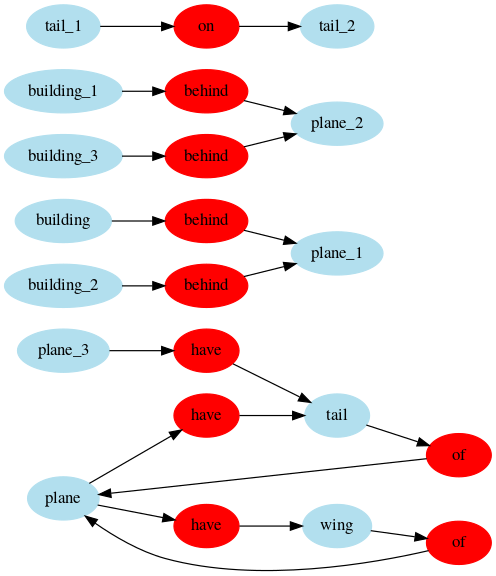 tail_1 on tail_2
building_1 behind
plane_2
building_3 behind
building behind
plane_1
building_2 behind
plane_3 have
have tail
of
plane
have wing
of